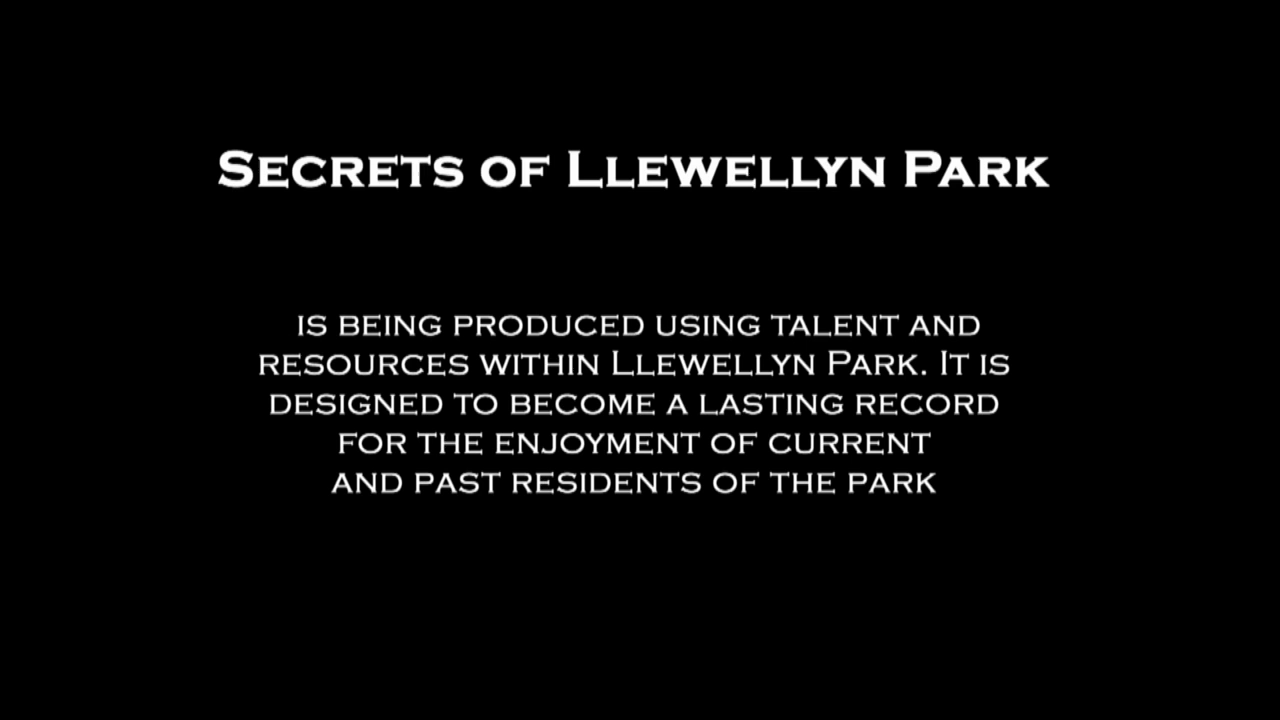 Secrets of Llewellyn Park
is being produced using talent and
resources within Llewellyn Park. It is
designed to become a lasting record
for the enjoyment of current
and past residents of the park